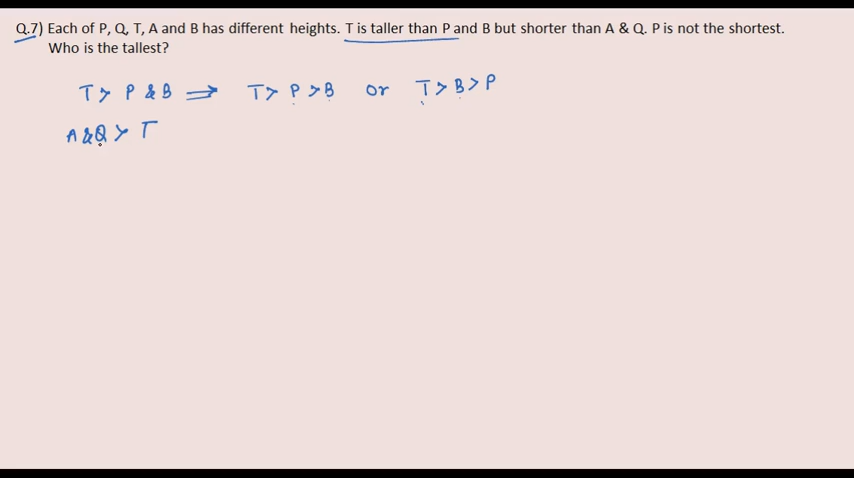 Q.7) Each of P, Q, T, A and B has different heights. T is taller than P and B but shorter than A & Q. P is not the shortest.
Who is the tallest?
T > P & B ⇒ T > P > B or T > B > P
A & Q > T